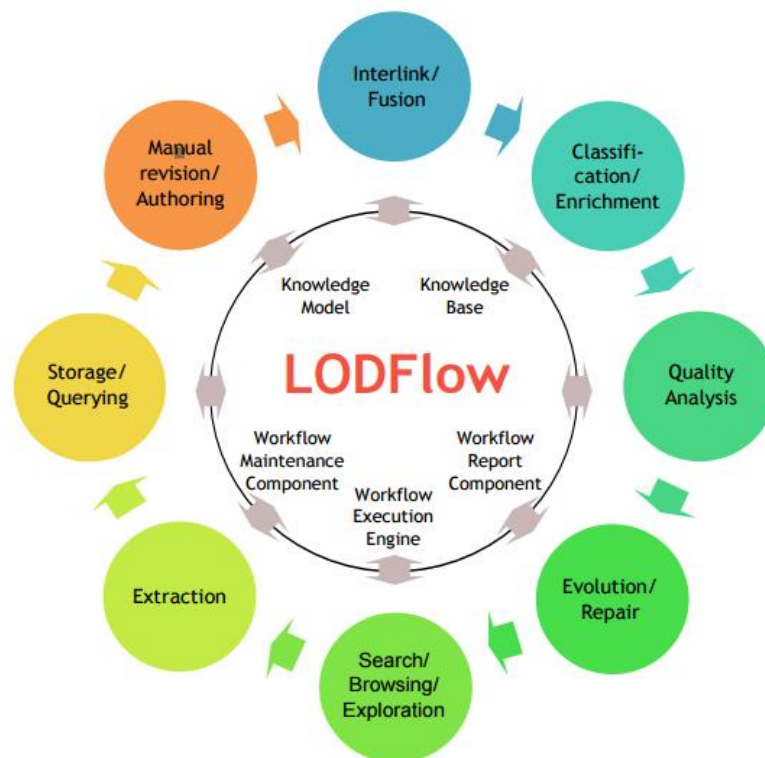 Interlink/
Fusion
Classifi-
cation/
Enrichment
Quality
Analysis
Evolution/
Repair
Search/
Browsing/
Exploration
Extraction
Storage/
Querying
Manual
revision/
Authoring
Knowledge
Model
Knowledge
Base
LODFlow
Workflow
Maintenance
Component
Workflow
Execution
Engine
Workflow
Report
Component